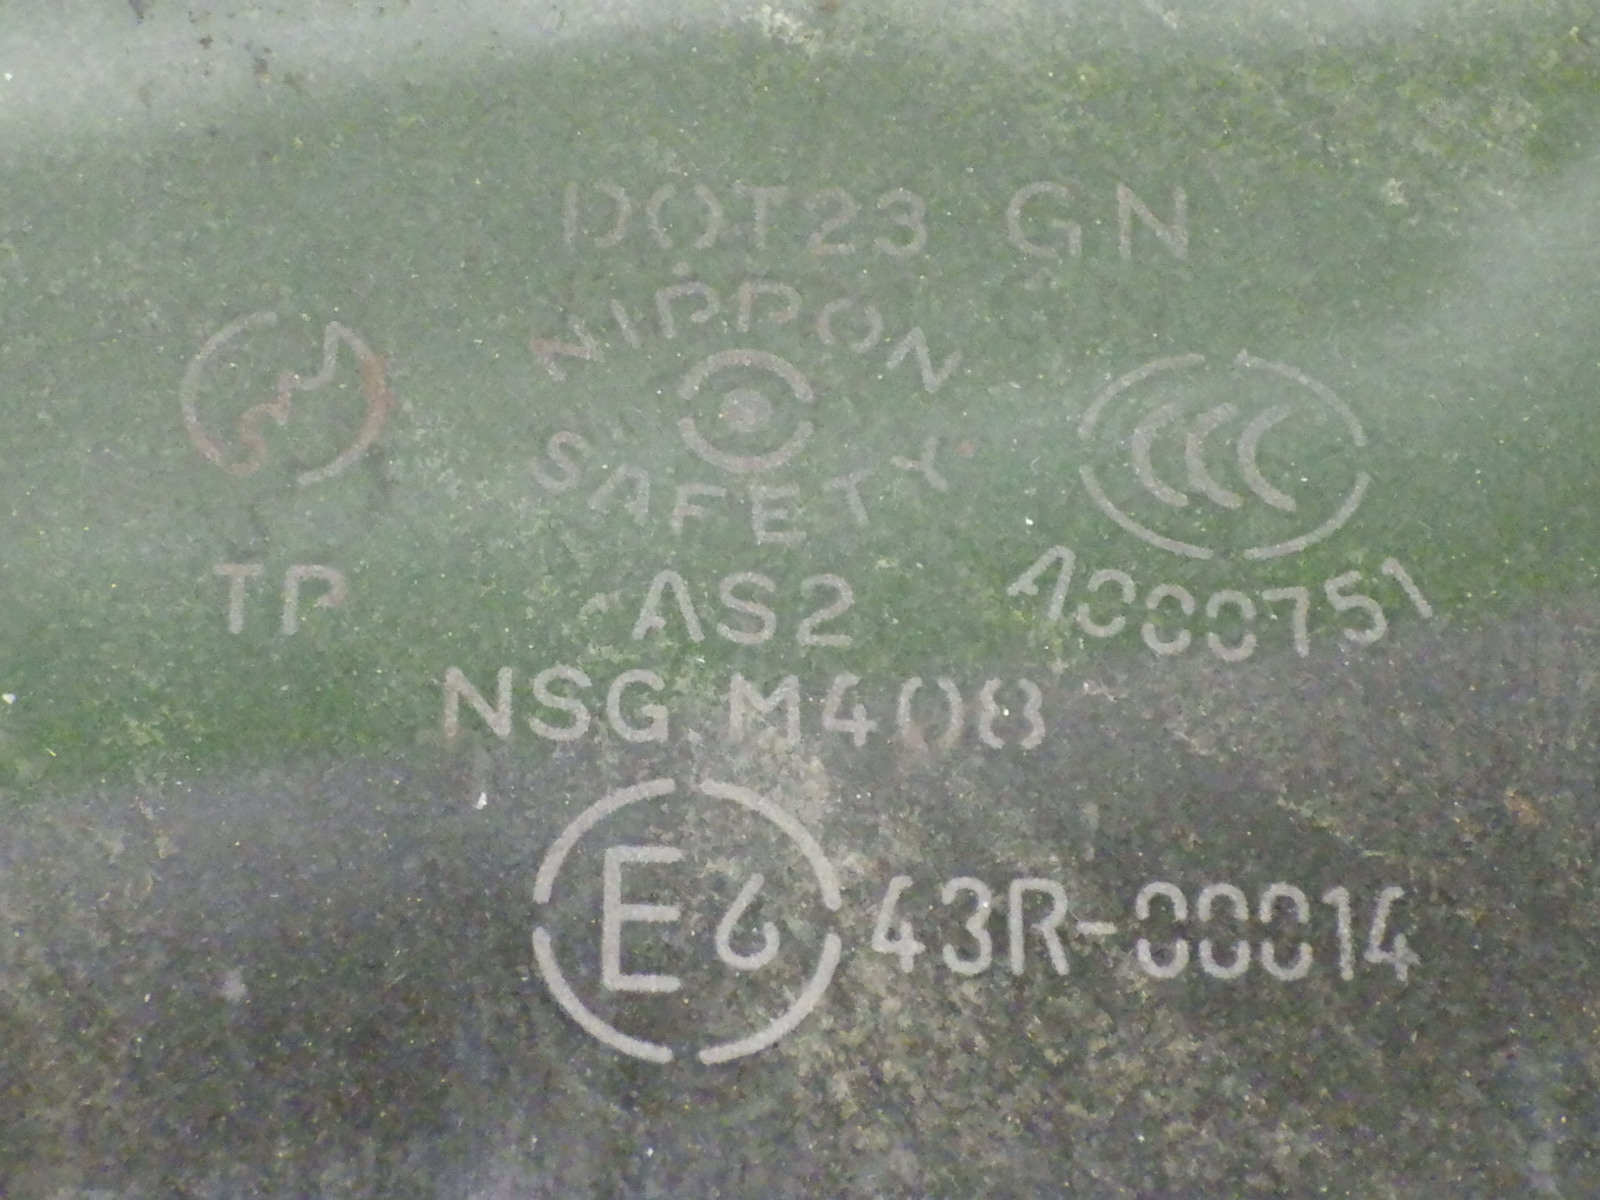 DOT23 GN
NIPPON
SAFETY
TP
AS2
A000751
NSG M408
E6 43R-00014